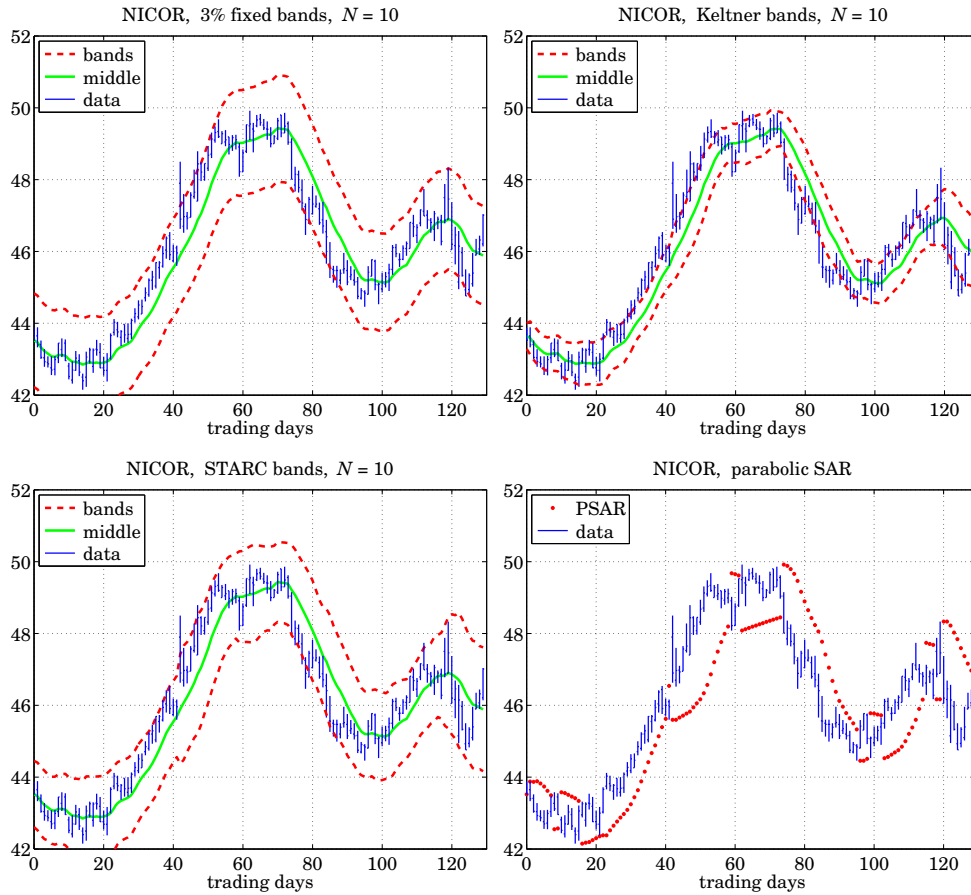 NICOR, 3% fixed bands, N = 10
52
50
48
46
44
42
bands
middle
data
0 20 40 60 80 100 120
trading days
NICOR, Keltner bands, N = 10
52
50
48
46
44
42
bands
middle
data
0 20 40 60 80 100 120
trading days
NICOR, STARC bands, N = 10
52
50
48
46
44
42
bands
middle
data
0 20 40 60 80 100 120
trading days
NICOR, parabolic SAR
52
50
48
46
44
42
PSAR
data
0 20 40 60 80 100 120
trading days